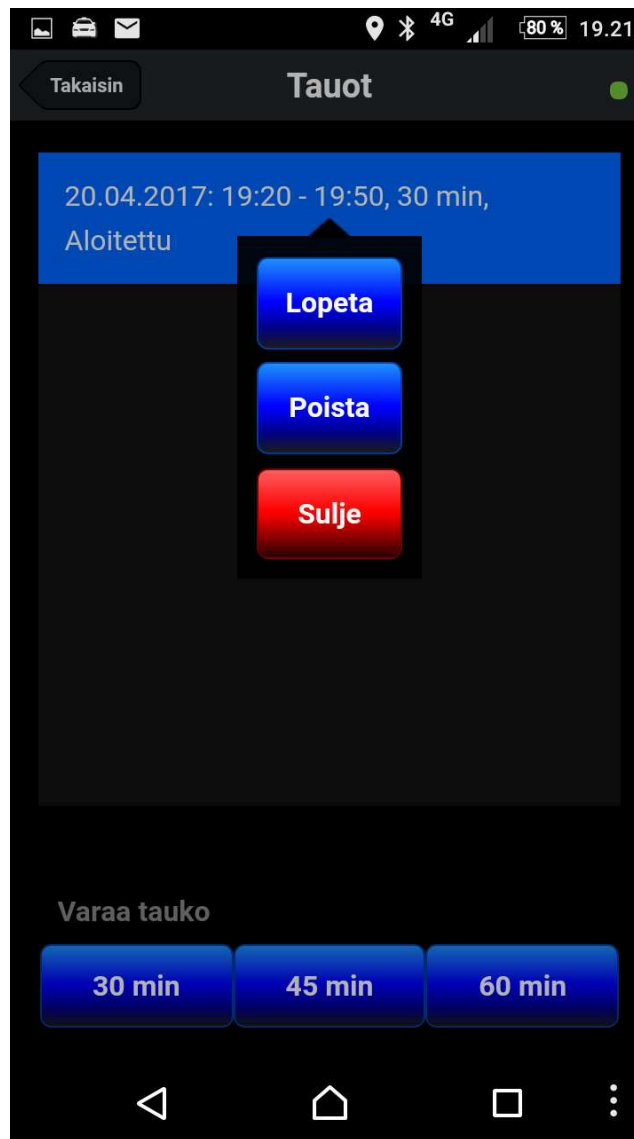 4G 80 % 19.21
Takaisin Tauot
20.04.2017: 19:20 - 19:50, 30 min,
Aloitettu
Lopeta
Poista
Sulje
Varaa tauko
30 min 45 min 60 min